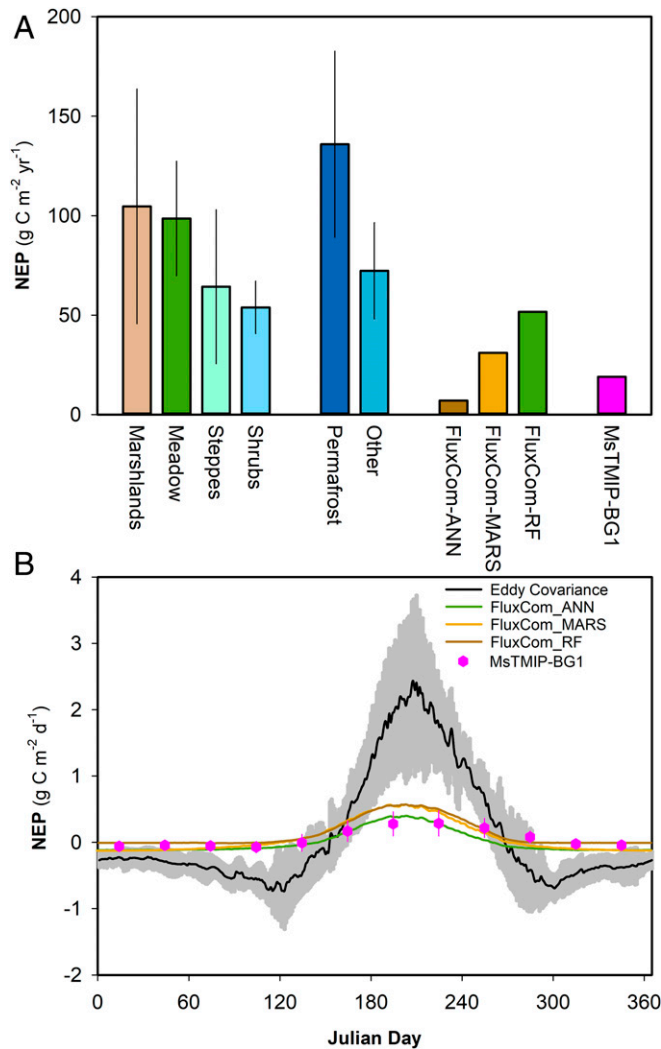 A
NEP (g C m-2 yr-1)
200
150
100
50
0
Marshlands
Meadow
Steppes
Shrubs
Permafrost
Other
FluxCom-ANN
FluxCom-MARS
FluxCom-RF
MsTMIP-BG1
B
NEP (g C m-2 d-1)
4
3
2
1
0
-1
-2
Eddy Covariance
FluxCom_ANN
FluxCom_MARS
FluxCom_RF
MsTMIP-BG1
0 60 120 180 240 300 360
Julian Day